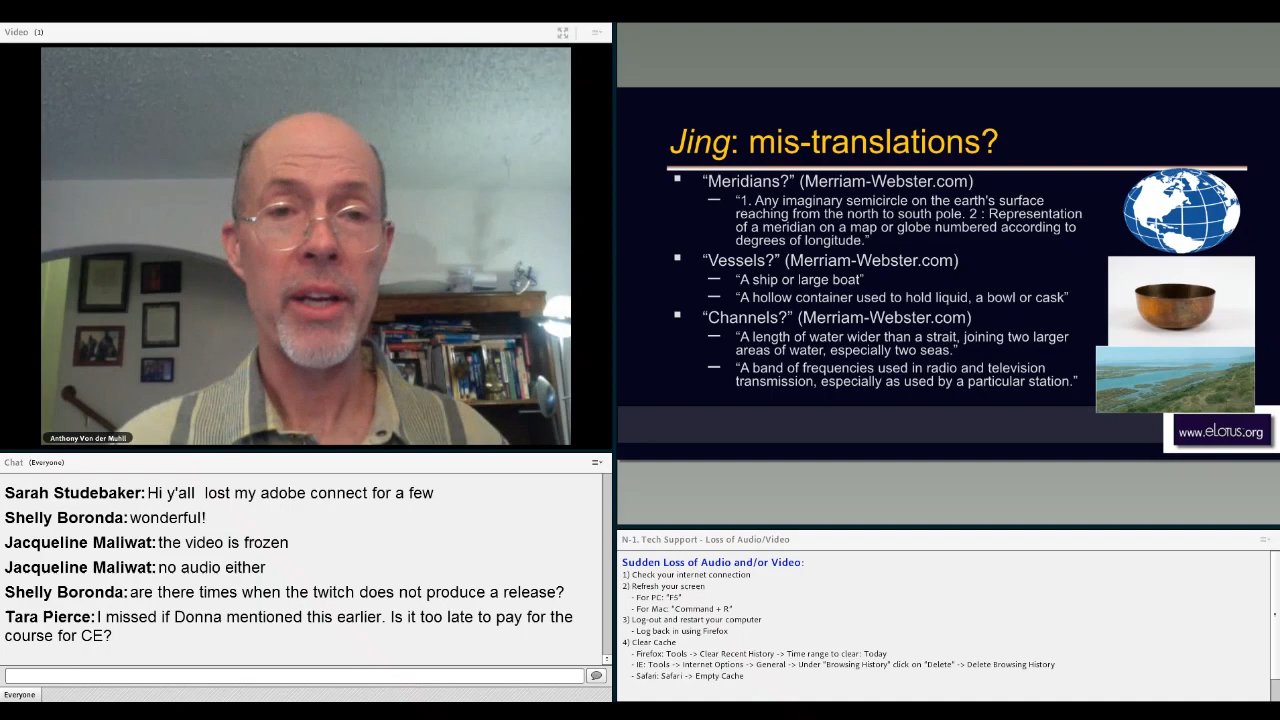 Video (1)
Anthony Von der Muhll
Chat (Everyone)
Sarah Studebaker: Hi y'all lost my adobe connect for a few
Shelly Boronda: wonderful!
Jacqueline Maliwat: the video is frozen
Jacqueline Maliwat: no audio either
Shelly Boronda: are there times when the twitch does not produce a release?
Tara Pierce: I missed if Donna mentioned this earlier. Is it too late to pay for the
course for CE?
Everyone
Jing: mis-translations?
▪ “Meridians?” (Merriam-Webster.com)
– “1. Any imaginary semicircle on the earth's surface
reaching from the north to south pole. 2 : Representation
of a meridian on a map or globe numbered according to
degrees of longitude.”
▪ “Vessels?” (Merriam-Webster.com)
– “A ship or large boat”
– “A hollow container used to hold liquid, a bowl or cask”
▪ “Channels?” (Merriam-Webster.com)
– “A length of water wider than a strait, joining two larger
areas of water, especially two seas.”
– “A band of frequencies used in radio and television
transmission, especially as used by a particular station.”
www.eLotus.org
N-1. Tech Support - Loss of Audio/Video
Sudden Loss of Audio and/or Video:
1) Check your internet connection
2) Refresh your screen
- For PC: "F5"
- For Mac: "Command + R"
3) Log-out and restart your computer
- Log back in using Firefox
4) Clear Cache
- Firefox: Tools -> Clear Recent History -> Time range to clear: Today
- IE: Tools -> Internet Options -> General -> Under "Browsing History" click on "Delete" -> Delete Browsing History
- Safari: Safari -> Empty Cache